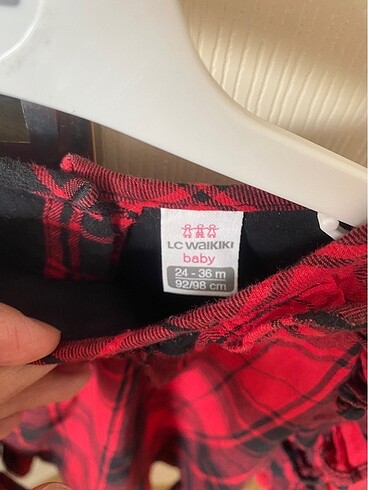 LC WAIKIKI
baby
24 - 36 m
92/98 cm